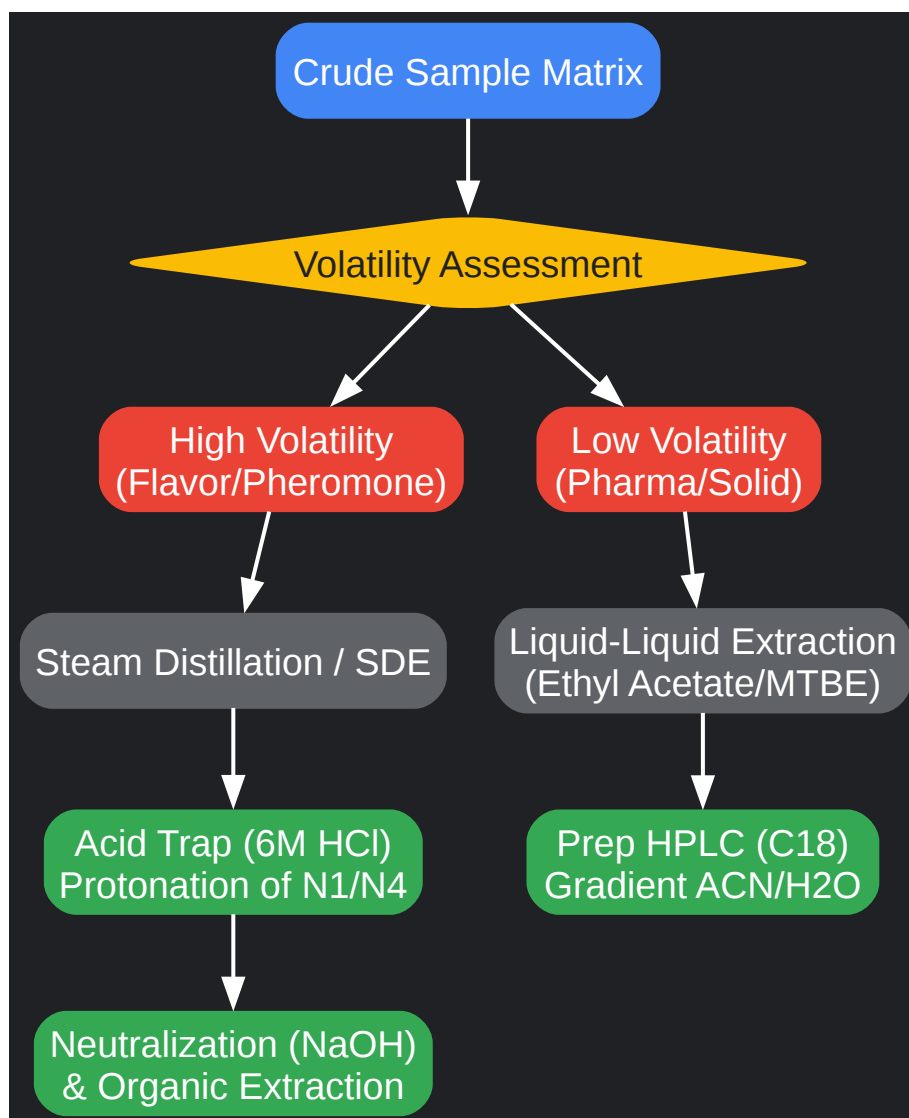 Crude Sample Matrix
Volatility Assessment
High Volatility
(Flavor/Pheromone)
Low Volatility
(Pharma/Solid)
Steam Distillation / SDE
Liquid-Liquid Extraction
(Ethyl Acetate/MTBE)
Acid Trap (6M HCl)
Protonation of N1/N4
Prep HPLC (C18)
Gradient ACN/H2O
Neutralization (NaOH)
& Organic Extraction